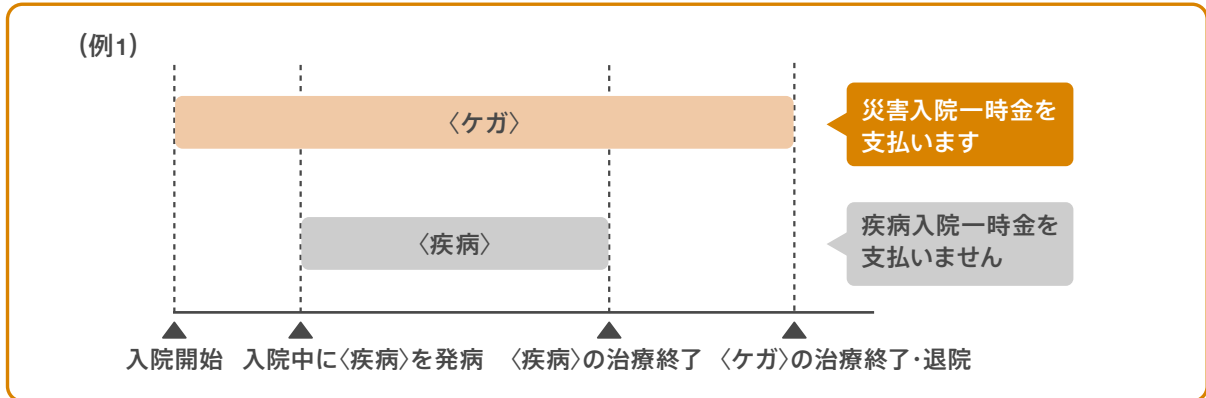 (例1)
〈ケガ〉
災害入院一時金を
支払います
〈疾病〉
疾病入院一時金を
支払いません
入院開始
入院中に〈疾病〉を発病
〈疾病〉の治療終了
〈ケガ〉の治療終了・退院